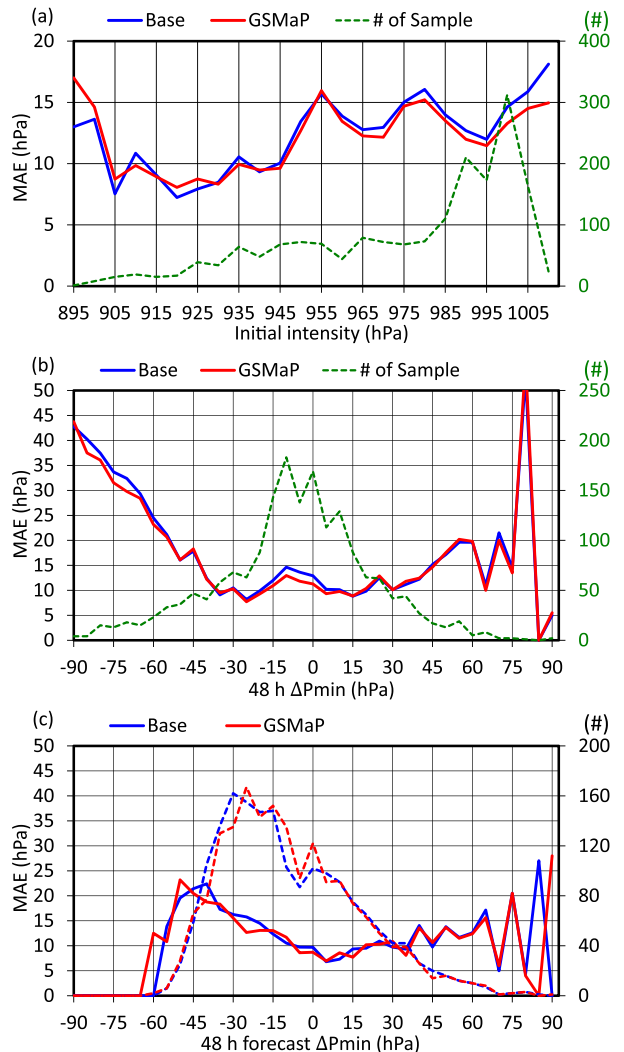 (a) Base GSMaP # of Sample (#)
20 400
15 300
10 200
5 100
0 0
MAE (hPa)
895 905 915 925 935 945 955 965 975 985 995 1005
Initial intensity (hPa)
(b) Base GSMaP # of Sample (#)
50 250
45
40 200
35
30 150
25
20 100
15
10 50
5
0 0
MAE (hPa)
-90 -75 -60 -45 -30 -15 0 15 30 45 60 75 90
48 h ΔPmin (hPa)
(c) Base GSMaP (#)
50 200
45
40 160
35
30 120
25
20 80
15
10 40
5
0 0
MAE (hPa)
-90 -75 -60 -45 -30 -15 0 15 30 45 60 75 90
48 h forecast ΔPmin (hPa)